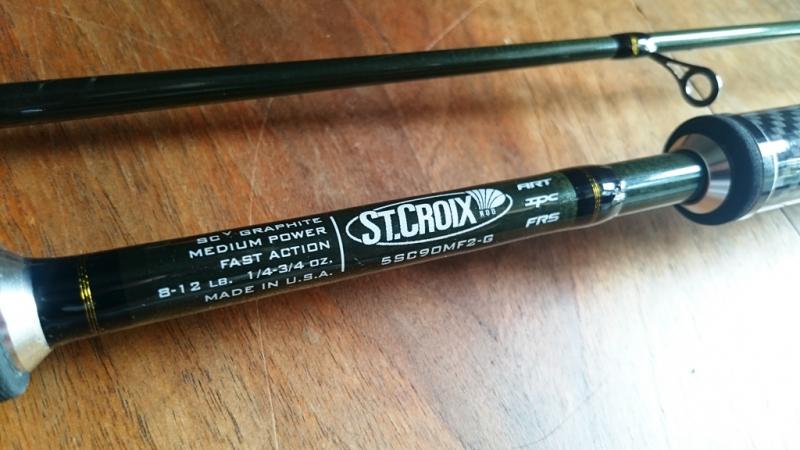 SCV GRAPHITE
MEDIUM POWER
FAST ACTION
8-12 LB. 1/4-3/4 OZ.
MADE IN U.S.A.
ST.CROIX
ROD
5SC90MF2-G
ART
IPC
FRS